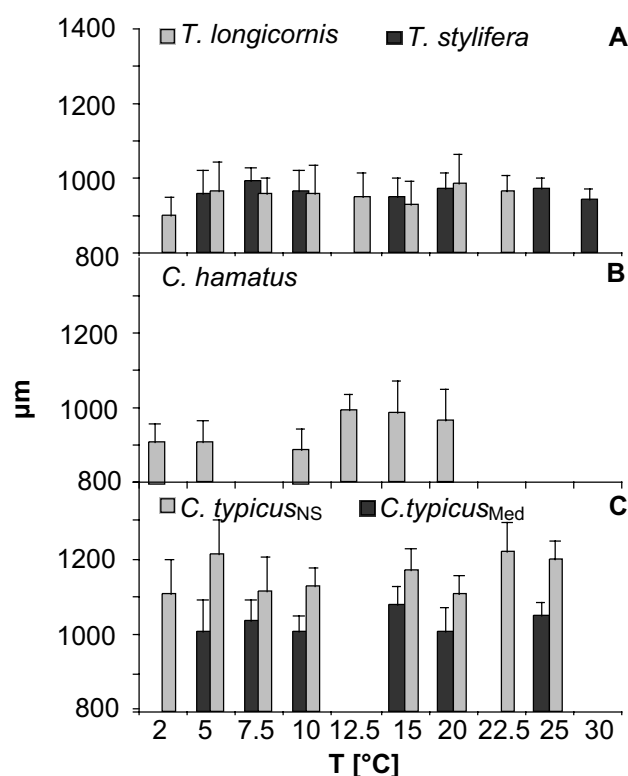 1400
T. longicornis T. stylifera A
1200
1000
800
C. hamatus B
1200
µm
1000
800
C. typicusNS C.typicusMed C
1200
1000
800
2 5 7.5 10 12.5 15 20 22.5 25 30
T [°C]